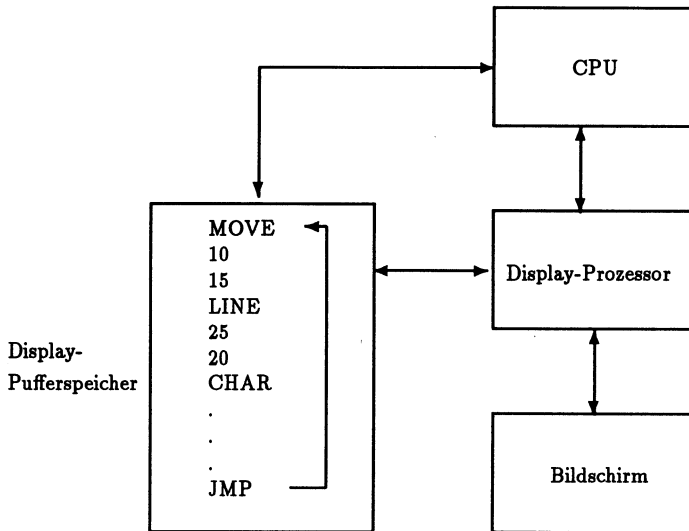 CPU
MOVE
10
15
LINE
25
20
CHAR
.
.
.
JMP
Display-Prozessor
Display-
Pufferspeicher
Bildschirm